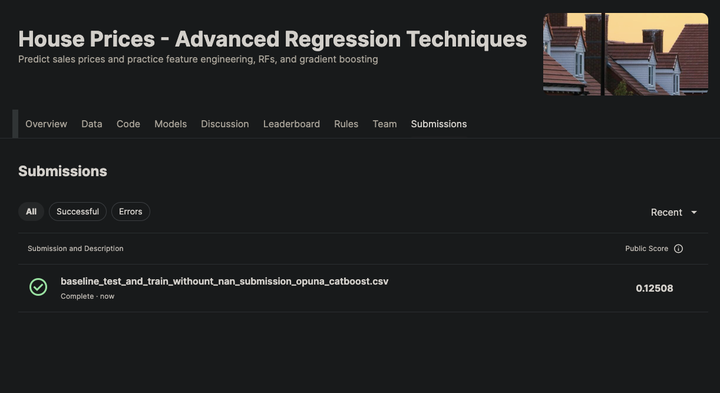 House Prices - Advanced Regression Techniques
Predict sales prices and practice feature engineering, RFs, and gradient boosting
Overview Data Code Models Discussion Leaderboard Rules Team Submissions
Submissions
All Successful Errors
Recent
Submission and Description Public Score
baseline_test_and_train_withount_nan_submission_opuna_catboost.csv
Complete · now
0.12508